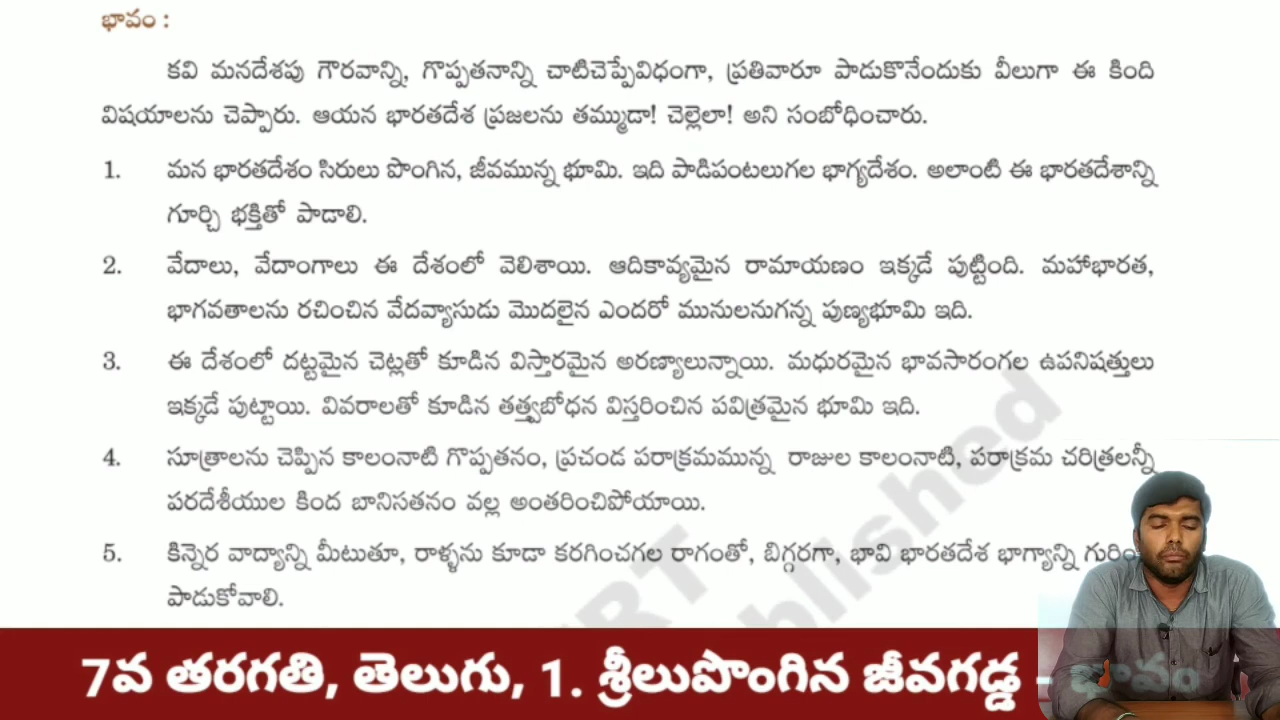 భావం :
కవి మనదేశపు గౌరవాన్ని, గొప్పతనాన్ని చాటిచెప్పేవిధంగా, ప్రతివారూ పాడుకొనేందుకు వీలుగా ఈ కింది
విషయాలను చెప్పారు. ఆయన భారతదేశ ప్రజలను తమ్ముడా! చెల్లెలా! అని సంబోధించారు.
1. మన భారతదేశం సిరులు పొంగిన, జీవమున్న భూమి. ఇది పాడిపంటలుగల భాగ్యదేశం. అలాంటి ఈ భారతదేశాన్ని
గూర్చి భక్తితో పాడాలి.
2. వేదాలు, వేదాంగాలు ఈ దేశంలో వెలిశాయి. ఆదికావ్యమైన రామాయణం ఇక్కడే పుట్టింది. మహాభారత,
భాగవతాలను రచించిన వేదవ్యాసుడు మొదలైన ఎందరో మునులనుగన్న పుణ్యభూమి ఇది.
3. ఈ దేశంలో దట్టమైన చెట్లతో కూడిన విస్తారమైన అరణ్యాలున్నాయి. మధురమైన భావసారంగల ఉపనిషత్తులు
ఇక్కడే పుట్టాయి. వివరాలతో కూడిన తత్త్వబోధన విస్తరించిన పవిత్రమైన భూమి ఇది.
4. సూత్రాలను చెప్పిన కాలంనాటి గొప్పతనం, ప్రచండ పరాక్రమమున్న రాజుల కాలంనాటి, పరాక్రమ చరిత్రలన్నీ
పరదేశీయుల కింద బానిసతనం వల్ల అంతరించిపోయాయి.
5. కిన్నెర వాద్యాన్ని మీటుతూ, రాళ్ళను కూడా కరగించగల రాగంతో, బిగ్గరగా, భావి భారతదేశ భాగ్యాన్ని
పాడుకోవాలి.
7వ తరగతి, తెలుగు, 1. శ్రీలుపొంగిన జీవగడ్డ - భావం